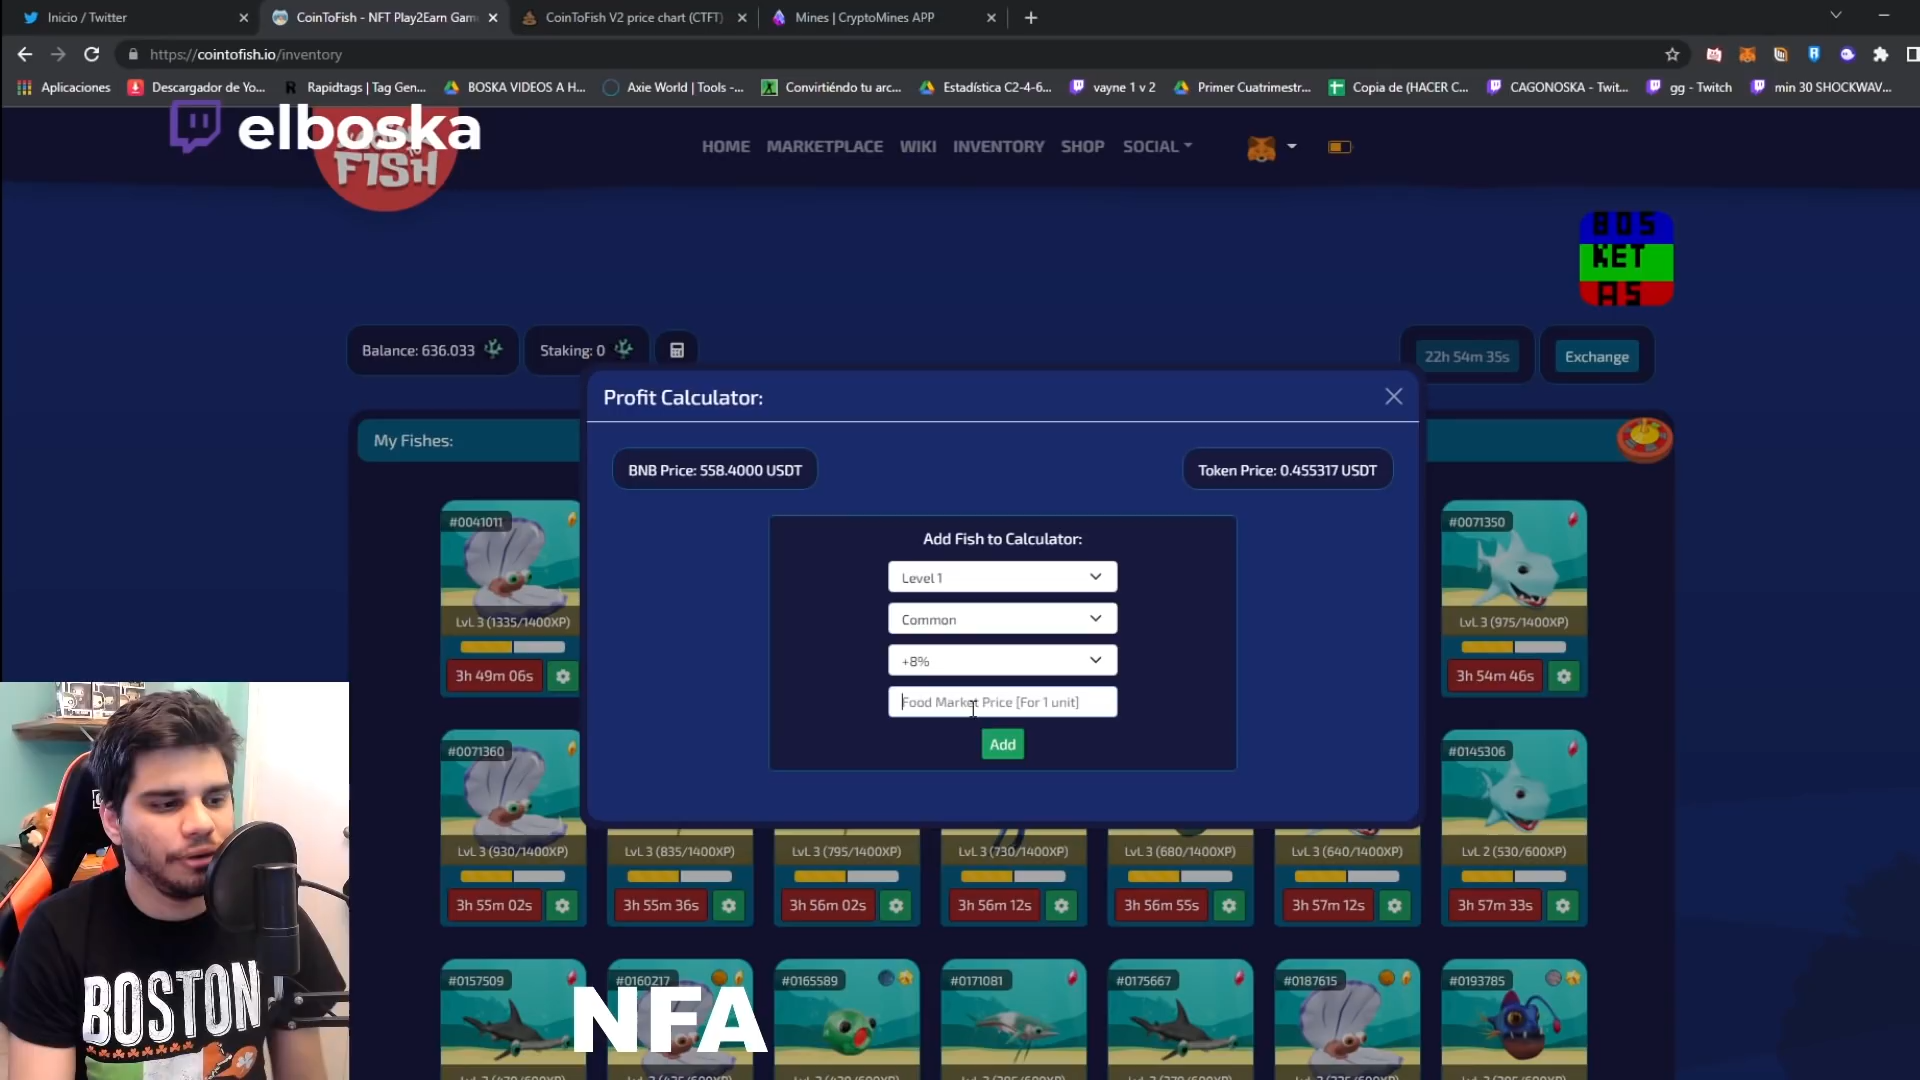 Inicio / Twitter
CoinToFish - NFT Play2Earn Gam
CoinToFish V2 price chart (CTFT)
Mines | CryptoMines APP
https://cointofish.io/inventory
Aplicaciones
Descargador de Yo...
Rapidtags | Tag Gen...
BOSKA VIDEOS A H...
Axie World | Tools -...
Convirtiéndo tu arc...
Estadística C2-4-6...
vayne 1 v 2
Primer Cuatrimestr...
Copia de (HACER C...
CAGONOSKA - Twit...
gg - Twitch
min 30 SHOCKWAV...
elboska
FISH
HOME
MARKETPLACE
WIKI
INVENTORY
SHOP
SOCIAL
BOS
KET
AS
Balance: 636.033
Staking: 0
22h 54m 35s
Exchange
Profit Calculator:
My Fishes:
BNB Price: 558.4000 USDT
Token Price: 0.455317 USDT
Add Fish to Calculator:
Level 1
Common
+8%
Food Market Price [For 1 unit]
Add
#0041011
LvL 3 (1335/1400XP)
3h 49m 06s
#0071350
LvL 3 (975/1400XP)
3h 54m 46s
#0071360
#0145306
LvL 3 (930/1400XP)
LvL 3 (835/1400XP)
LvL 3 (795/1400XP)
LvL 3 (730/1400XP)
LvL 3 (680/1400XP)
LvL 3 (640/1400XP)
LvL 2 (530/600XP)
3h 55m 02s
3h 55m 36s
3h 56m 02s
3h 56m 12s
3h 56m 55s
3h 57m 12s
3h 57m 33s
#0157509
#0160217
#0165589
#0171081
#0175667
#0187615
#0193785
NFA
BOSTON